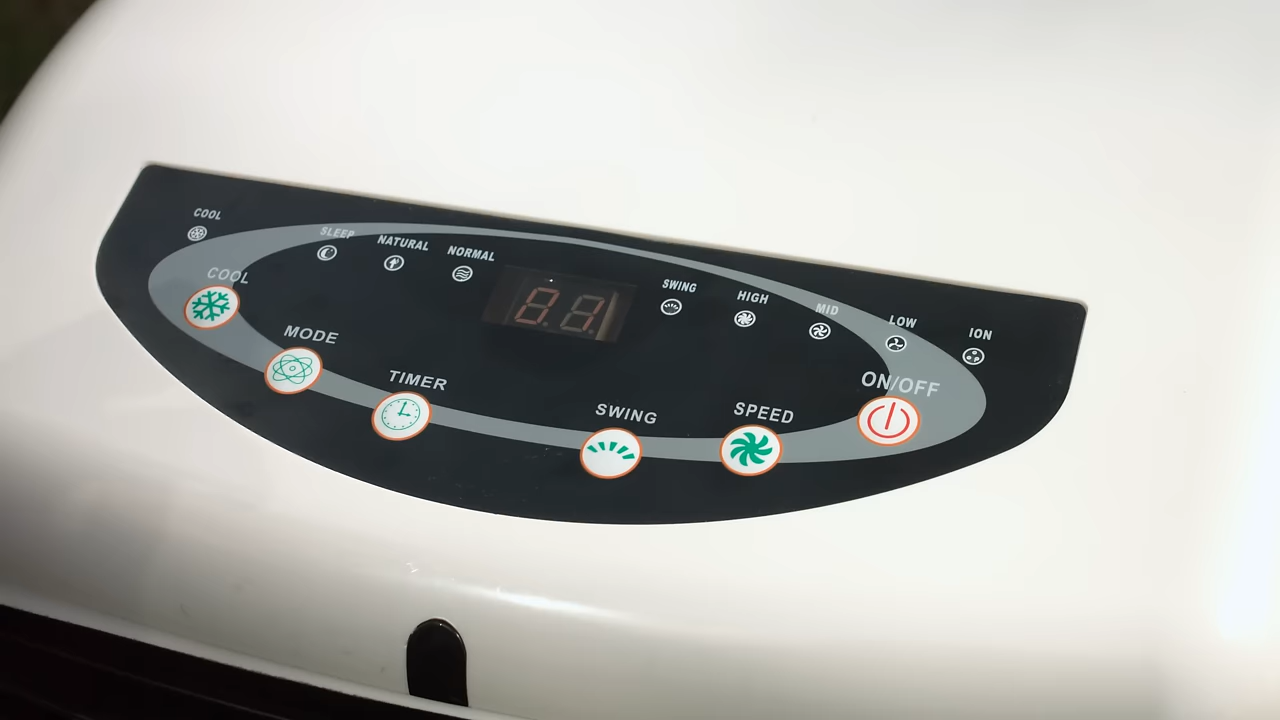 COOL
SLEEP
NATURAL
NORMAL
SWING
HIGH
MID
LOW
ION
COOL
MODE
TIMER
SWING
SPEED
ON/OFF